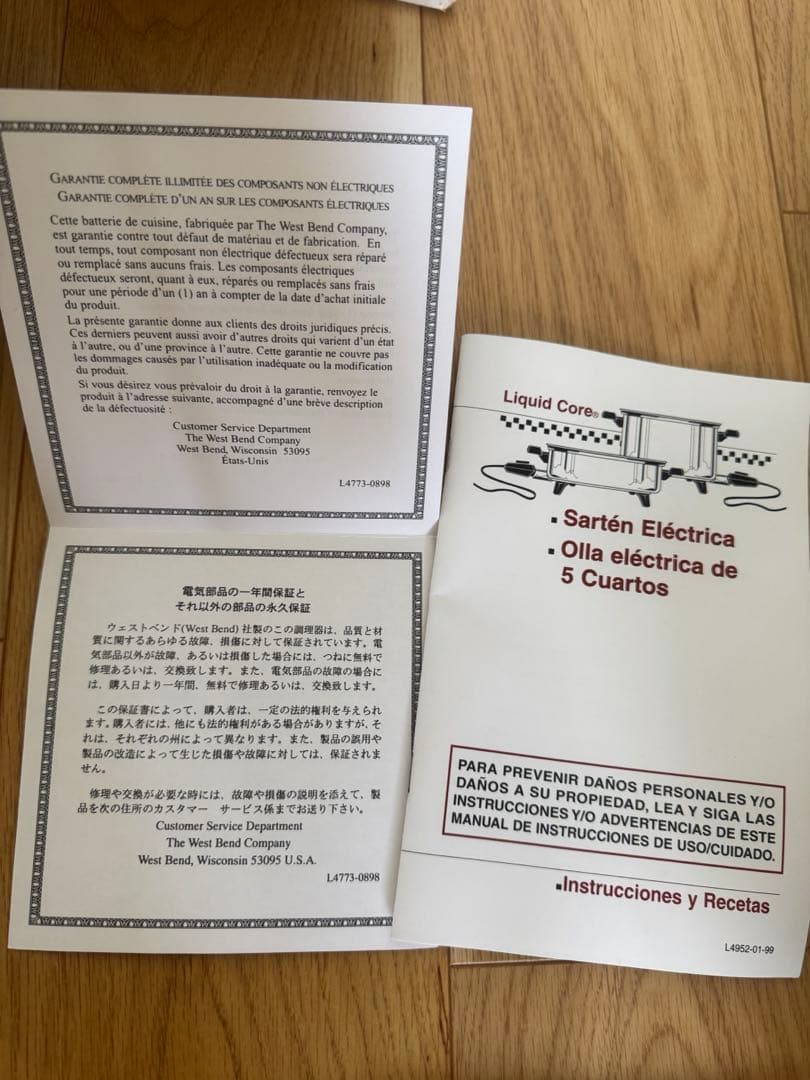 GARANTIE COMPLÈTE ILLIMITÉE DES COMPOSANTS NON ÉLECTRIQUES
GARANTIE COMPLÈTE D'UN AN SUR LES COMPOSANTS ÉLECTRIQUES
Cette batterie de cuisine, fabriquée par The West Bend Company,
est garantie contre tout défaut de matériau et de fabrication. En
tout temps, tout composant non électrique défectueux sera réparé
ou remplacé sans aucuns frais. Les composants électriques
défectueux seront, quant à eux, réparés ou remplacés sans frais
pour une période d'un (1) an à compter de la date d'achat initiale
du produit.
La présente garantie donne aux clients des droits juridiques précis.
Ces derniers peuvent aussi avoir d'autres droits qui varient d'un état
à l'autre, ou d'une province à l'autre. Cette garantie ne couvre pas
les dommages causés par l'utilisation inadéquate ou la modification
du produit.
Si vous désirez vous prévaloir du droit à la garantie, renvoyez le
produit à l'adresse suivante, accompagné d'une brève description
de la défectuosité :
Customer Service Department
The West Bend Company
West Bend, Wisconsin 53095
États-Unis
L4773-0898
電気部品の一年間保証と
それ以外の部品の永久保証
ウェストベンド(West Bend) 社製のこの調理器は、品質と材
質に関するあらゆる故障、損傷に対して保証されています。電
気部品以外が故障、あるいは損傷した場合には、つねに無料で
修理あるいは、交換致します。また、電気部品の故障の場合に
は、購入日より一年間、無料で修理あるいは、交換致します。
この保証書によって、購入者は、一定の法的権利を与えられ
ます。購入者には、他にも法的権利がある場合がありますが、そ
れは、それぞれの州によって異なります。また、製品の誤用や
製品の改造によって生じた損傷や故障に対しては、保証されま
せん。
修理や交換が必要な時には、故障や損傷の説明を添えて、製
品を次の住所のカスタマー サービス係までお送り下さい。
Customer Service Department
The West Bend Company
West Bend, Wisconsin 53095 U.S.A.
L4773-0898
Liquid Core®
▪ Sartén Eléctrica
▪ Olla eléctrica de
5 Cuartos
PARA PREVENIR DAÑOS PERSONALES Y/O
DAÑOS A SU PROPIEDAD, LEA Y SIGA LAS
INSTRUCCIONES Y/O ADVERTENCIAS DE ESTE
MANUAL DE INSTRUCCIONES DE USO/CUIDADO.
▪Instrucciones y Recetas
L4952-01-99